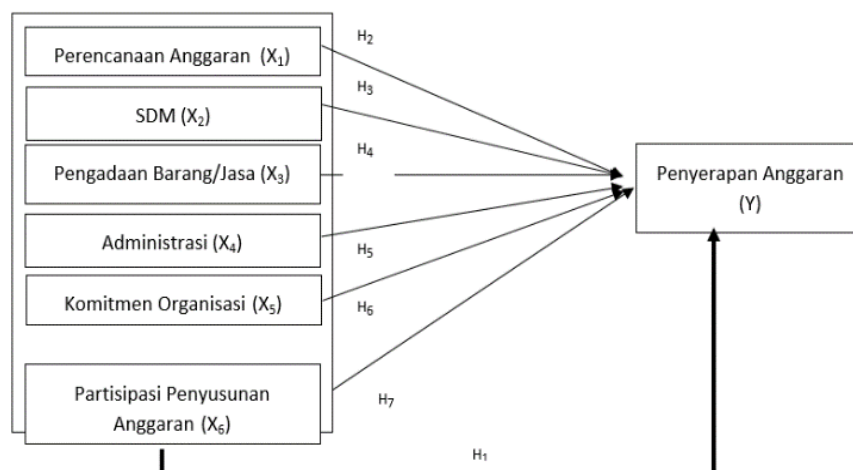 Perencanaan Anggaran (X₁)
SDM (X₂)
Pengadaan Barang/Jasa (X₃)
Administrasi (X₄)
Komitmen Organisasi (X₅)
Partisipasi Penyusunan
Anggaran (X₆)
H₂
H₃
H₄
H₅
H₆
H₇
H₁
Penyerapan Anggaran
(Y)